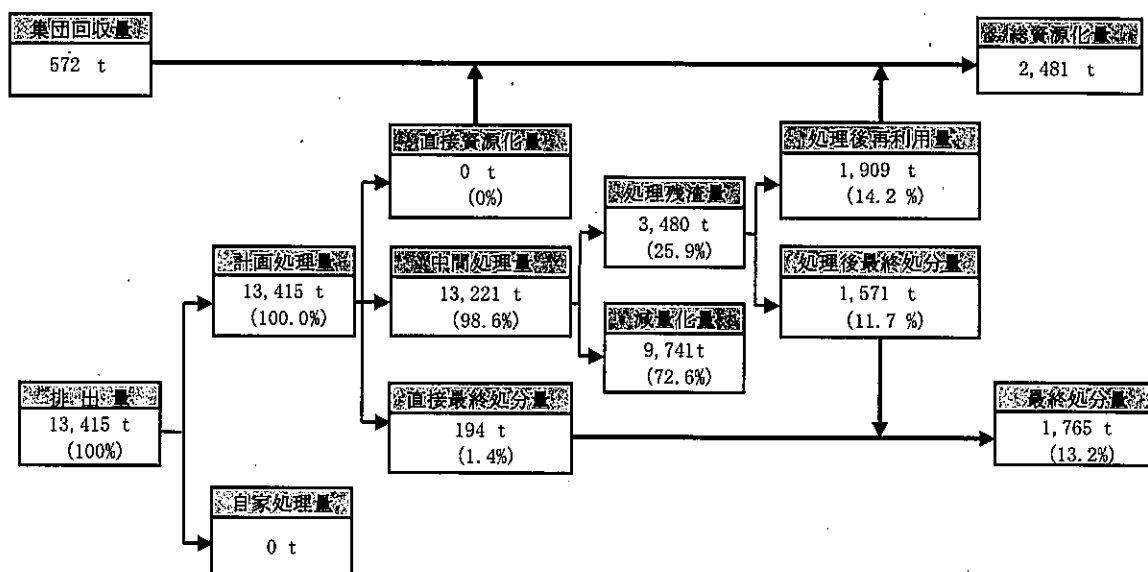 集団回収量
572 t
総資源化量
2,481 t
直接資源化量
0 t
(0%)
処理後再利用量
1,909 t
(14.2 %)
処理残渣量
3,480 t
(25.9%)
計画処理量
13,415 t
(100.0%)
中間処理量
13,221 t
(98.6%)
処理後最終処分量
1,571 t
(11.7 %)
減量化量
9,741t
(72.6%)
排出量
13,415 t
(100%)
直接最終処分量
194 t
(1.4%)
最終処分量
1,765 t
(13.2%)
自家処理量
0 t